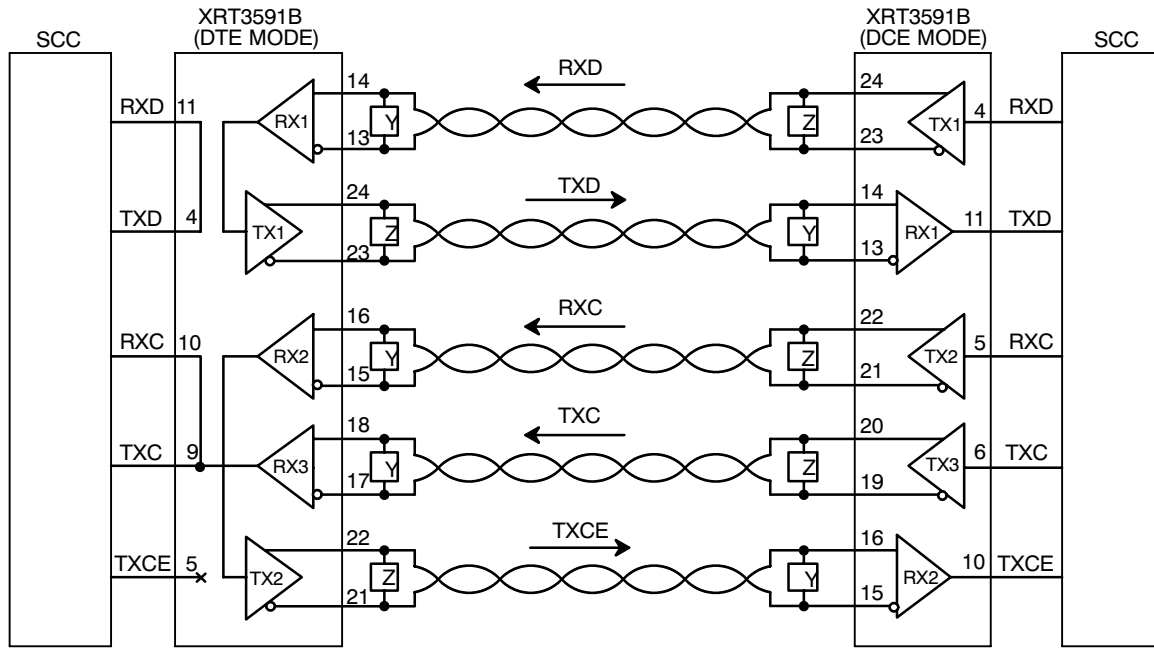 XRT3591B
(DTE MODE)
XRT3591B
(DCE MODE)
SCC
SCC
RXD 11
RX1
14
13
Y
RXD
Z
24
23
TX1
4 RXD
TXD 4
TX1
24
23
Z
TXD
Y
14
13
RX1
11 TXD
RXC 10
RX2
16
15
Y
RXC
Z
22
21
TX2
5 RXC
TXC 9
RX3
18
17
Y
TXC
Z
20
19
TX3
6 TXC
TXCE 5
TX2
22
21
Z
TXCE
Y
16
15
RX2
10 TXCE